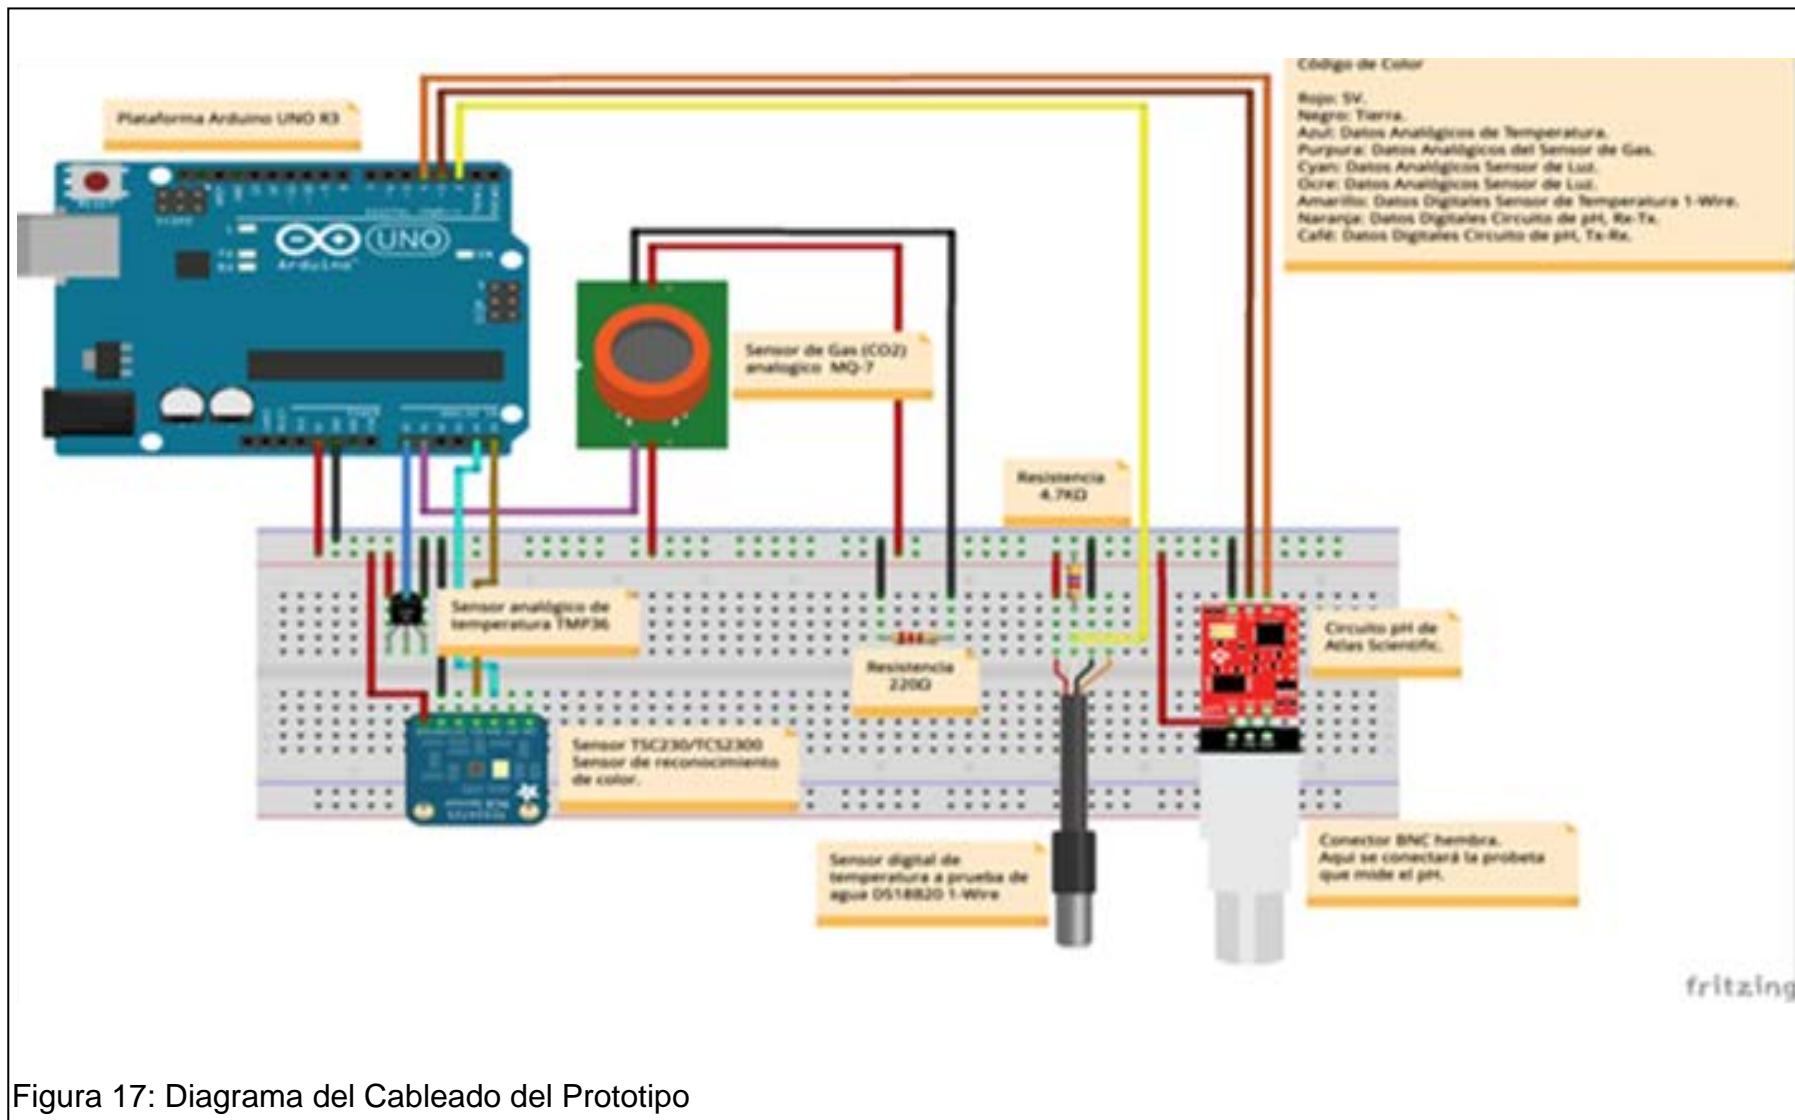 Código de Color
Rojo: 5V.
Negro: Tierra.
Azul: Datos Analógicos de Temperatura.
Purpura: Datos Analógicos del Sensor de Gas.
Cyan: Datos Analógicos Sensor de Luz.
Ocre: Datos Analógicos Sensor de Luz.
Amarillo: Datos Digitales Sensor de Temperatura 1-Wire.
Naranja: Datos Digitales Circuito de pH, Rx-Tx.
Café: Datos Digitales Circuito de pH, Tx-Rx.
Plataforma Arduino UNO R3
UNO
Arduino
Sensor de Gas (CO2)
analogico MQ-7
Resistencia
4.7KΩ
Sensor analógico de
temperatura TMP36
Circuito pH de
Atlas Scientific.
Resistencia
220Ω
Sensor TSC230/TCS2300
Sensor de reconocimiento
de color.
Sensor digital de
temperatura a prueba de
agua DS18B20 1-Wire
Conector BNC hembra.
Aqui se conectará la probeta
que mide el pH.
fritzing
Figura 17: Diagrama del Cableado del Prototipo